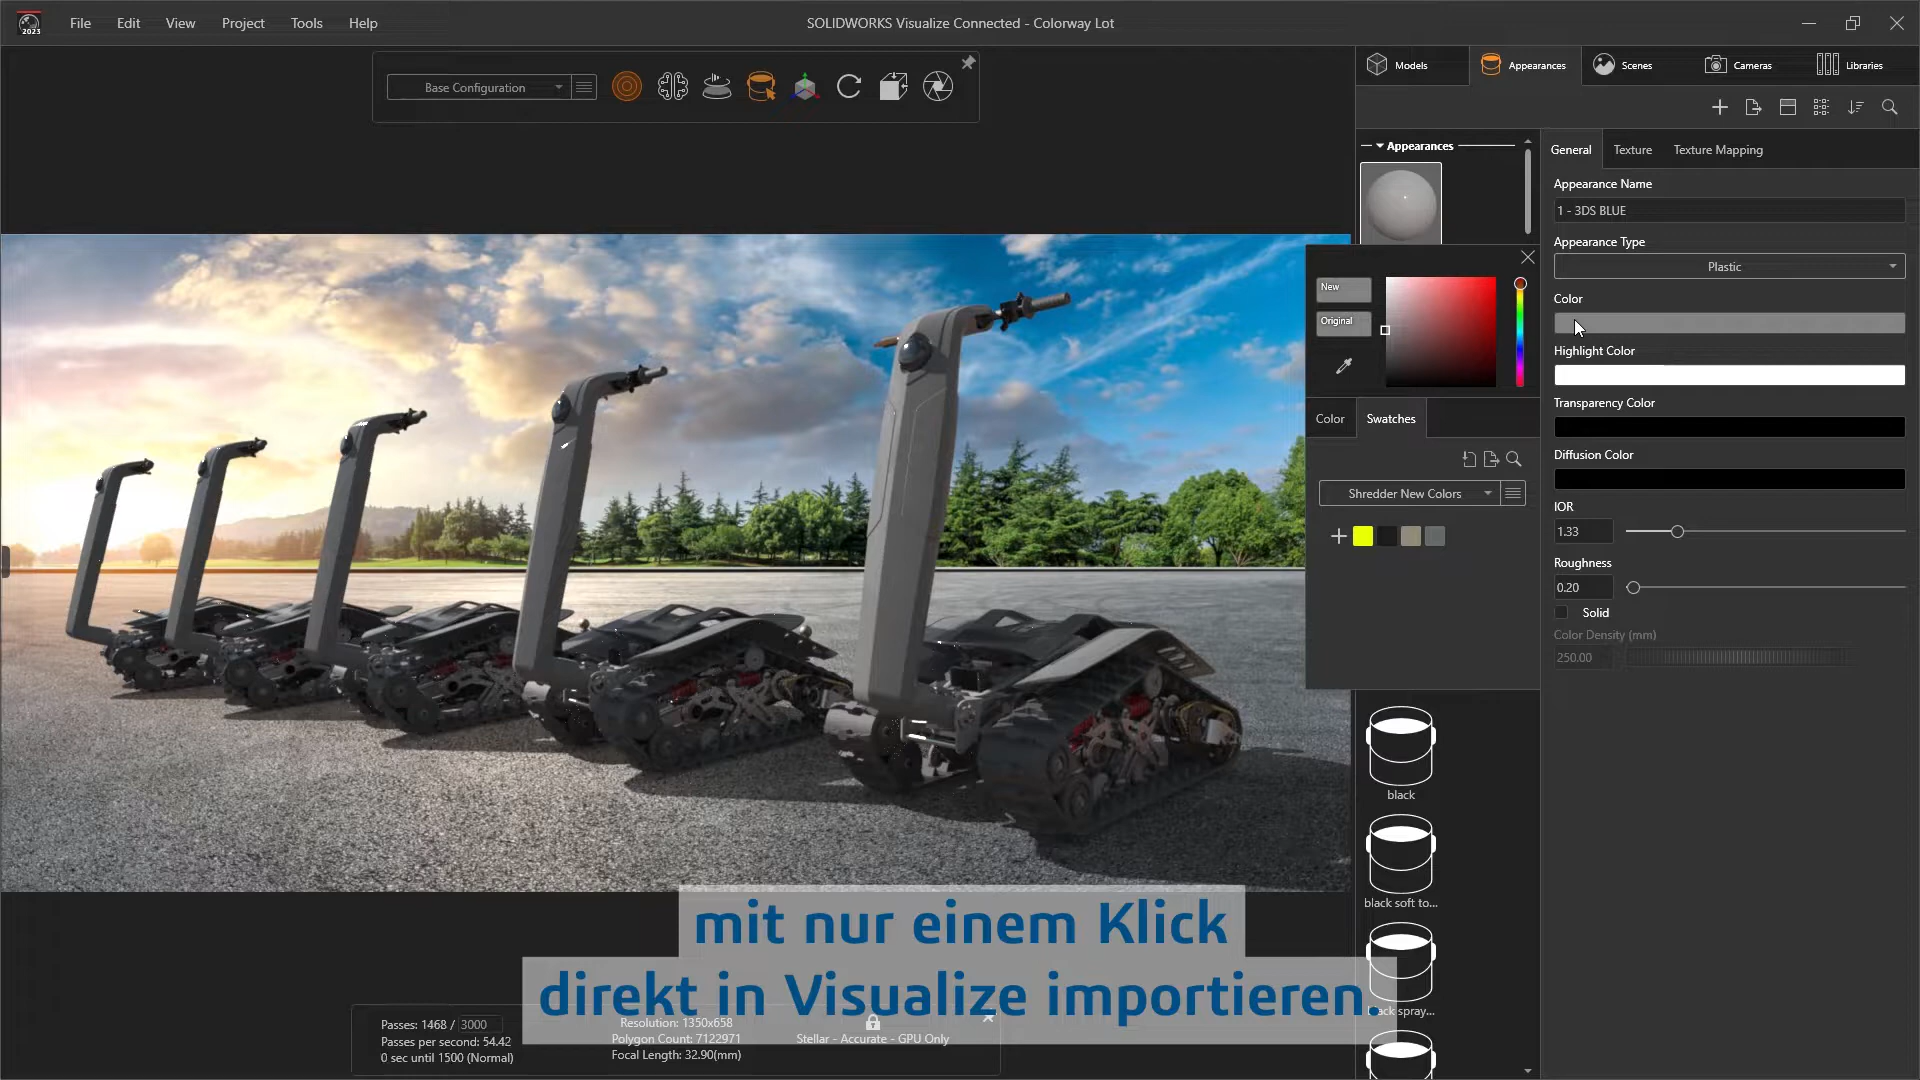 2023
File Edit View Project Tools Help
SOLIDWORKS Visualize Connected - Colorway Lot
Base Configuration
Models Appearances Scenes Cameras Libraries
Appearances
General Texture Texture Mapping
Appearance Name
1 - 3DS BLUE
Appearance Type
Plastic
Color
Highlight Color
Transparency Color
Diffusion Color
IOR
1.33
Roughness
0.20
Solid
Color Density (mm)
250.00
New
Original
Color Swatches
Shredder New Colors
black
black soft to...
ck spray...
mit nur einem Klick
direkt in Visualize importieren.
Passes: 1468 / 3000
Passes per second: 54.42
0 sec until 1500 (Normal)
Resolution: 1350x658
Polygon Count: 7122971
Focal Length: 32.90(mm)
Stellar - Accurate - GPU Only